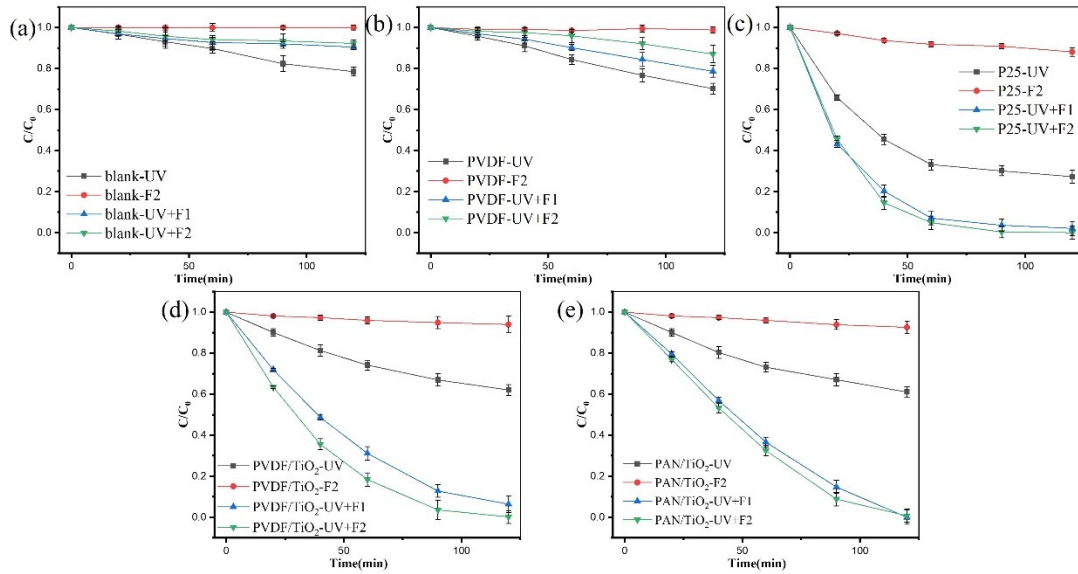 (a)
1.0
0.8
0.6
0.4
0.2
0.0
C/C0
blank-UV
blank-F2
blank-UV+F1
blank-UV+F2
0 50 100
Time(min)
(b)
1.0
0.8
0.6
0.4
0.2
0.0
C/C0
PVDF-UV
PVDF-F2
PVDF-UV+F1
PVDF-UV+F2
0 50 100
Time(min)
(c)
1.0
0.8
0.6
0.4
0.2
0.0
C/C0
P25-UV
P25-F2
P25-UV+F1
P25-UV+F2
0 50 100
Time(min)
(d)
1.0
0.8
0.6
0.4
0.2
0.0
C/C0
PVDF/TiO2-UV
PVDF/TiO2-F2
PVDF/TiO2-UV+F1
PVDF/TiO2-UV+F2
0 50 100
Time(min)
(e)
1.0
0.8
0.6
0.4
0.2
0.0
C/C0
PAN/TiO2-UV
PAN/TiO2-F2
PAN/TiO2-UV+F1
PAN/TiO2-UV+F2
0 50 100
Time(min)